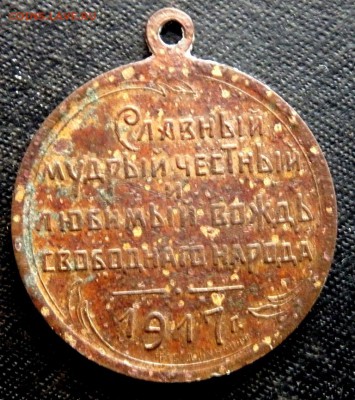 Славный
мудрый честный
и
любимый вождь
свободнаго народа
1917 г.